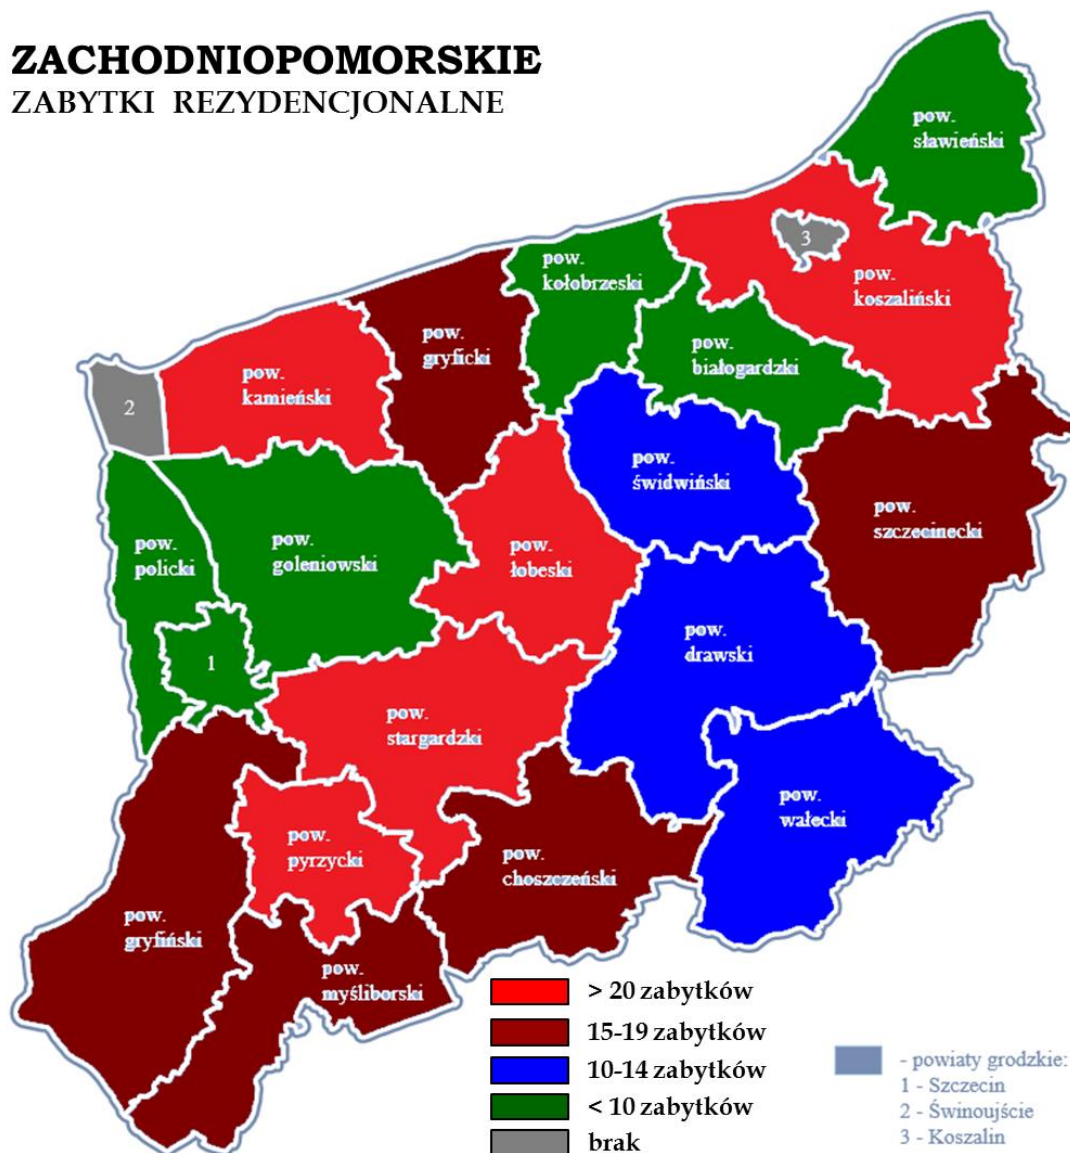 ZACHODNIOPOMORSKIE
ZABYTKI REZYDENCJONALNE
pow.
sławieński
3
pow.
koszaliński
pow.
kołobrzeski
pow.
gryficki
pow.
białogardzki
pow.
kamieński
2
pow.
świdwiński
pow.
szczecinecki
pow.
policki
pow.
goleniowski
pow.
łobeski
1
pow.
drawski
pow.
stargardzki
pow.
wałecki
pow.
pyrzycki
pow.
choszczeński
pow.
gryfiński
pow.
myśliborski
> 20 zabytków
15-19 zabytków
10-14 zabytków
< 10 zabytków
brak
- powiaty grodzkie:
1 - Szczecin
2 - Świnoujście
3 - Koszalin